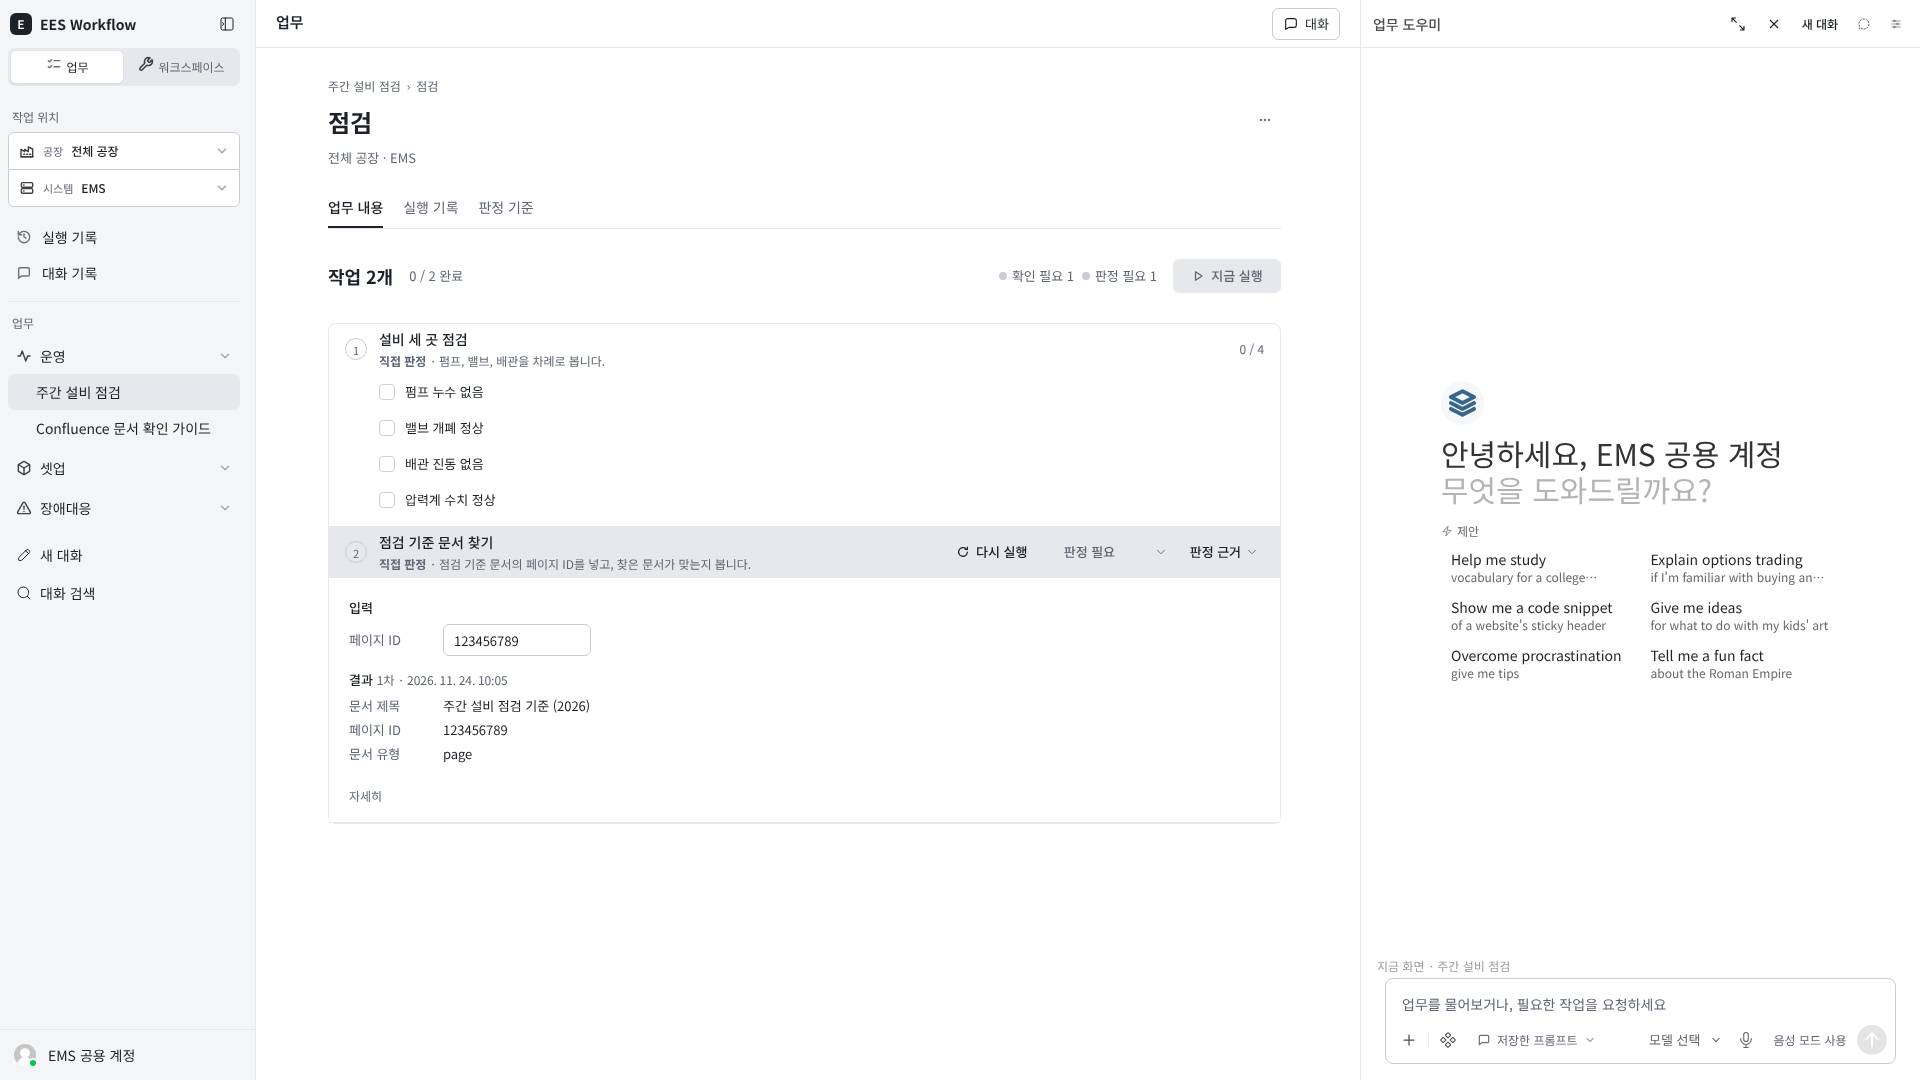 E EES Workflow
업무
워크스페이스
작업 위치
공장 전체 공장
시스템 EMS
실행 기록
대화 기록
업무
운영
주간 설비 점검
Confluence 문서 확인 가이드
셋업
장애대응
새 대화
대화 검색
EMS 공용 계정
업무
대화
주간 설비 점검 › 점검
점검
...
전체 공장 · EMS
업무 내용 실행 기록 판정 기준
작업 2개 0 / 2 완료
확인 필요 1 판정 필요 1 지금 실행
1 설비 세 곳 점검
직접 판정 · 펌프, 밸브, 배관을 차례로 봅니다.
0 / 4
펌프 누수 없음
밸브 개폐 정상
배관 진동 없음
압력계 수치 정상
2 점검 기준 문서 찾기
직접 판정 · 점검 기준 문서의 페이지 ID를 넣고, 찾은 문서가 맞는지 봅니다.
다시 실행 판정 필요 판정 근거
입력
페이지 ID 123456789
결과 1차 · 2026. 11. 24. 10:05
문서 제목 주간 설비 점검 기준 (2026)
페이지 ID 123456789
문서 유형 page
자세히
업무 도우미
새 대화
안녕하세요, EMS 공용 계정
무엇을 도와드릴까요?
제안
Help me study
vocabulary for a college…
Explain options trading
if I'm familiar with buying an…
Show me a code snippet
of a website's sticky header
Give me ideas
for what to do with my kids' art
Overcome procrastination
give me tips
Tell me a fun fact
about the Roman Empire
지금 화면 · 주간 설비 점검
업무를 물어보거나, 필요한 작업을 요청하세요
저장한 프롬프트
모델 선택
음성 모드 사용